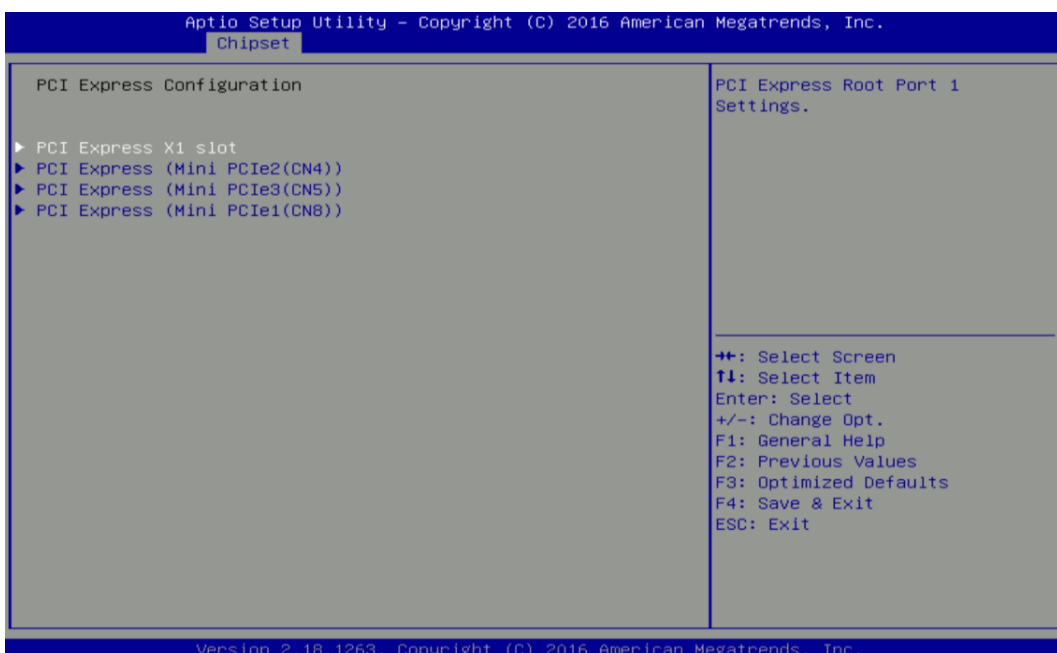 Aptio Setup Utility – Copyright (C) 2016 American Megatrends, Inc.
Chipset
PCI Express Configuration
► PCI Express X1 slot
► PCI Express (Mini PCIe2(CN4))
► PCI Express (Mini PCIe3(CN5))
► PCI Express (Mini PCIe1(CN8))
PCI Express Root Port 1
Settings.
→←: Select Screen
↑↓: Select Item
Enter: Select
+/-: Change Opt.
F1: General Help
F2: Previous Values
F3: Optimized Defaults
F4: Save & Exit
ESC: Exit
Version 2.18.1263. Copyright (C) 2016 American Megatrends, Inc.